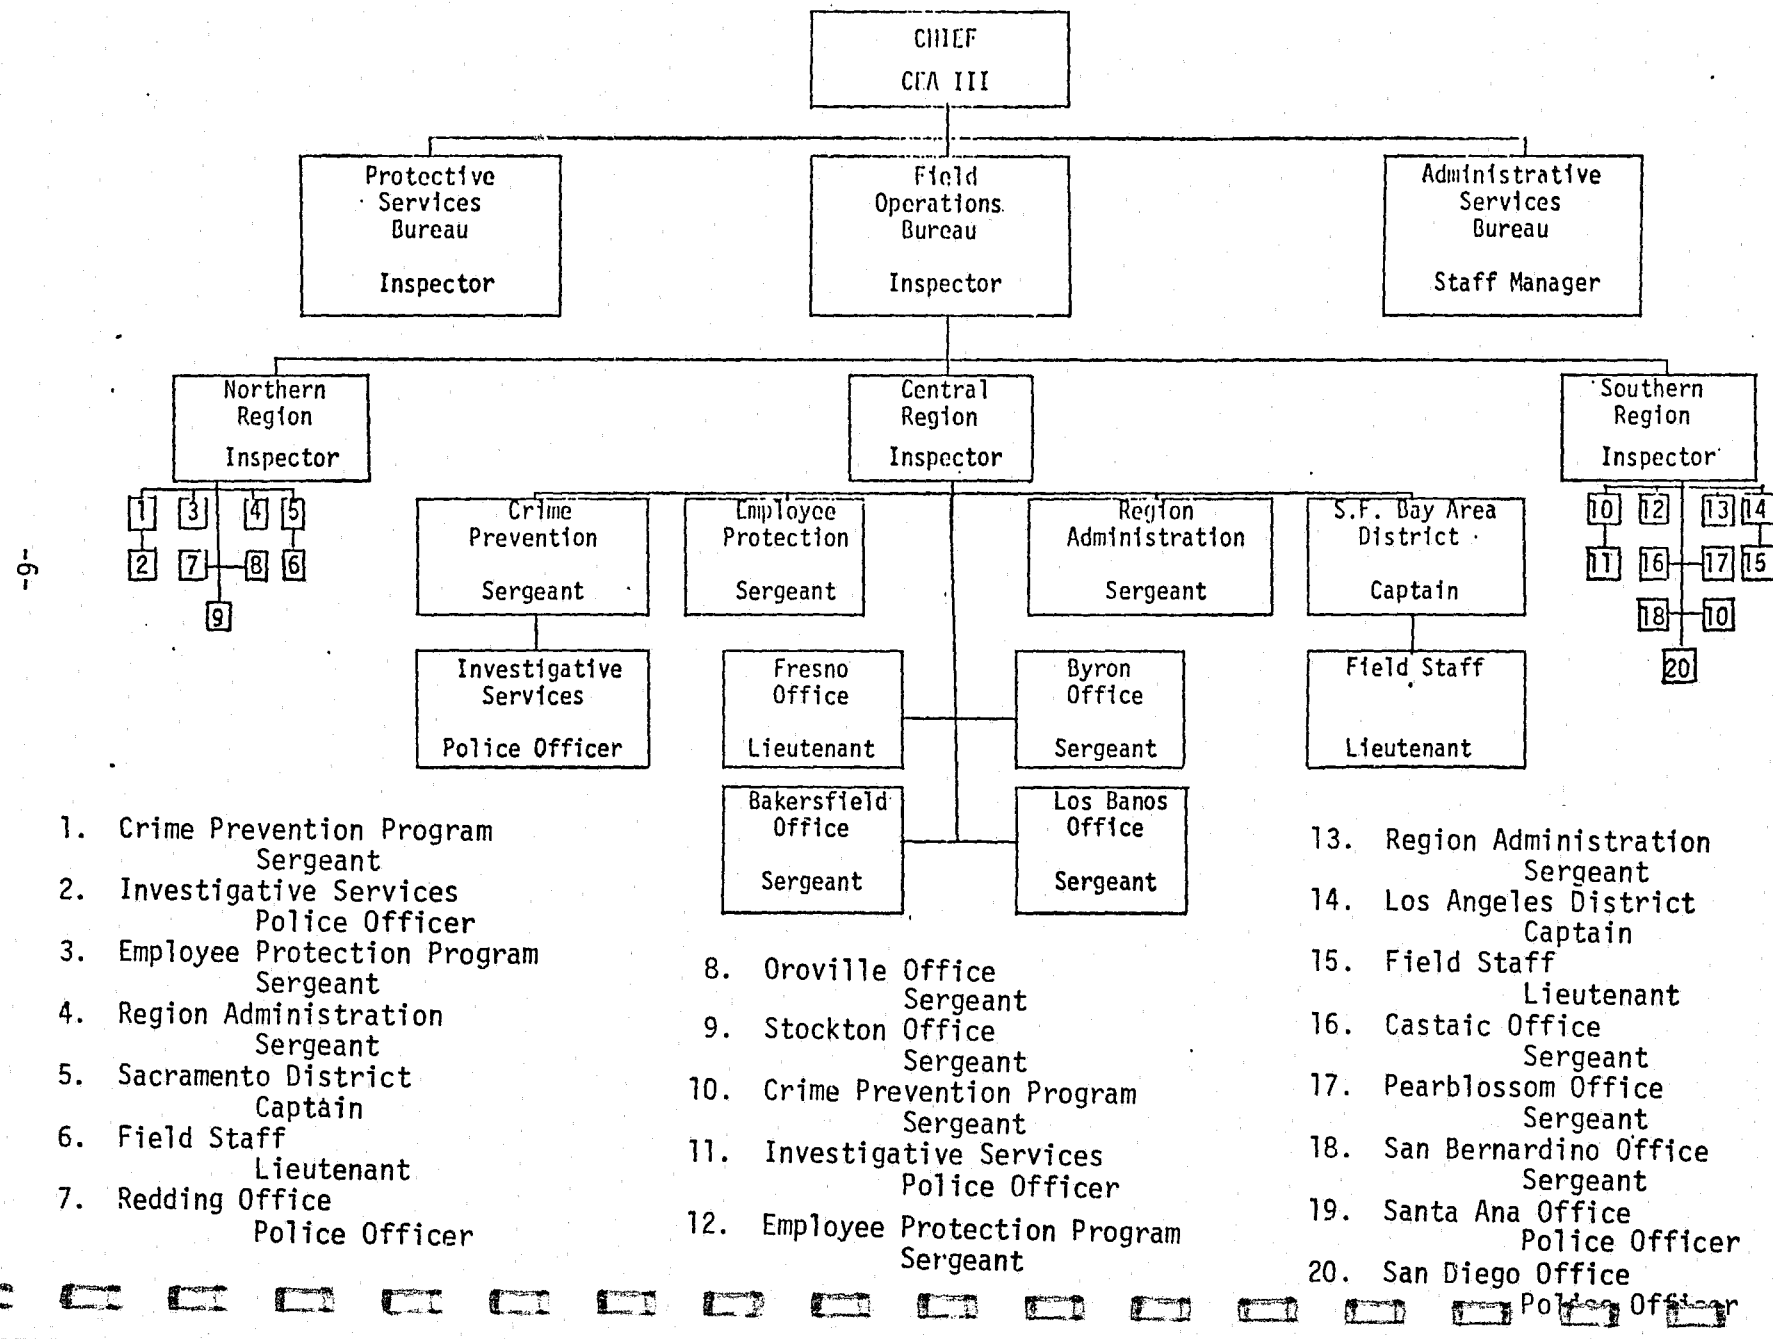 CHIEF
CEA III
Protective
Services
Bureau
Inspector
Field
Operations
Bureau
Inspector
Administrative
Services
Bureau
Staff Manager
Northern
Region
Inspector
Central
Region
Inspector
Southern
Region
Inspector
1 3 4 5
2 7 8 6
9
Crime
Prevention
Sergeant
Employee
Protection
Sergeant
Region
Administration
Sergeant
S.F. Bay Area
District
Captain
10 12 13 14
11 16 17 15
18 10
20
Investigative
Services
Police Officer
Fresno
Office
Lieutenant
Byron
Office
Sergeant
Field Staff
Lieutenant
Bakersfield
Office
Sergeant
Los Banos
Office
Sergeant
-6-
1. Crime Prevention Program
Sergeant
2. Investigative Services
Police Officer
3. Employee Protection Program
Sergeant
4. Region Administration
Sergeant
5. Sacramento District
Captain
6. Field Staff
Lieutenant
7. Redding Office
Police Officer
8. Oroville Office
Sergeant
9. Stockton Office
Sergeant
10. Crime Prevention Program
Sergeant
11. Investigative Services
Police Officer
12. Employee Protection Program
Sergeant
13. Region Administration
Sergeant
14. Los Angeles District
Captain
15. Field Staff
Lieutenant
16. Castaic Office
Sergeant
17. Pearblossom Office
Sergeant
18. San Bernardino Office
Sergeant
19. Santa Ana Office
Police Officer
20. San Diego Office
Police Officer